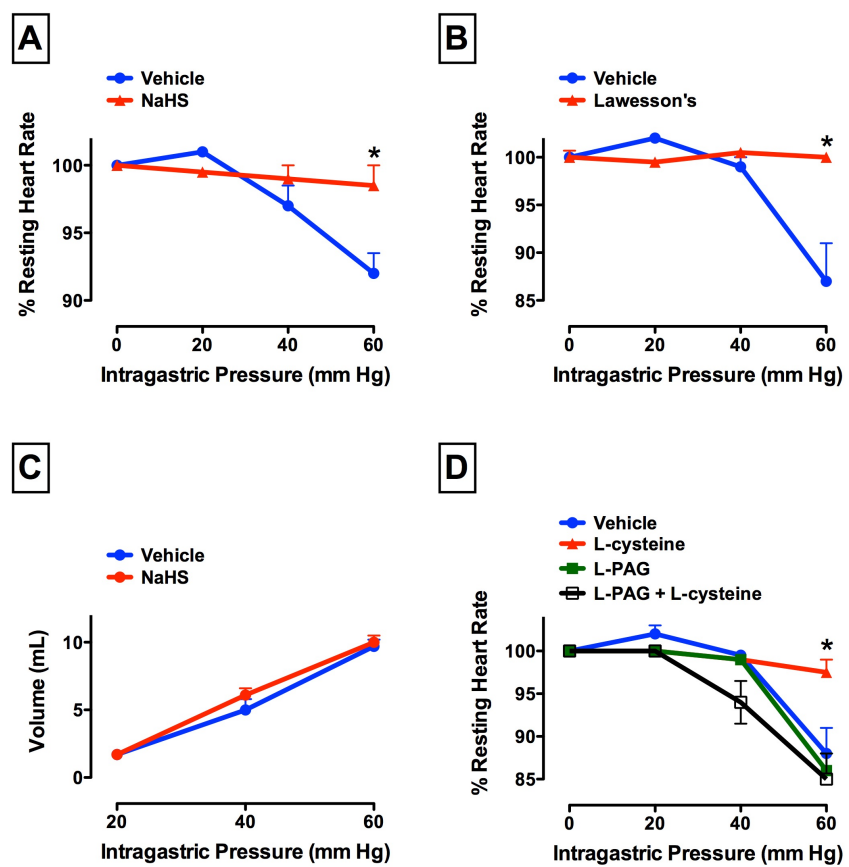 A
Vehicle
NaHS
% Resting Heart Rate
100
95
90
*
0 20 40 60
Intragastric Pressure (mm Hg)
B
Vehicle
Lawesson's
% Resting Heart Rate
100
95
90
85
*
0 20 40 60
Intragastric Pressure (mm Hg)
C
Vehicle
NaHS
Volume (mL)
10
5
0
20 40 60
Intragastric Pressure (mm Hg)
D
Vehicle
L-cysteine
L-PAG
L-PAG + L-cysteine
% Resting Heart Rate
100
95
90
85
*
0 20 40 60
Intragastric Pressure (mm Hg)